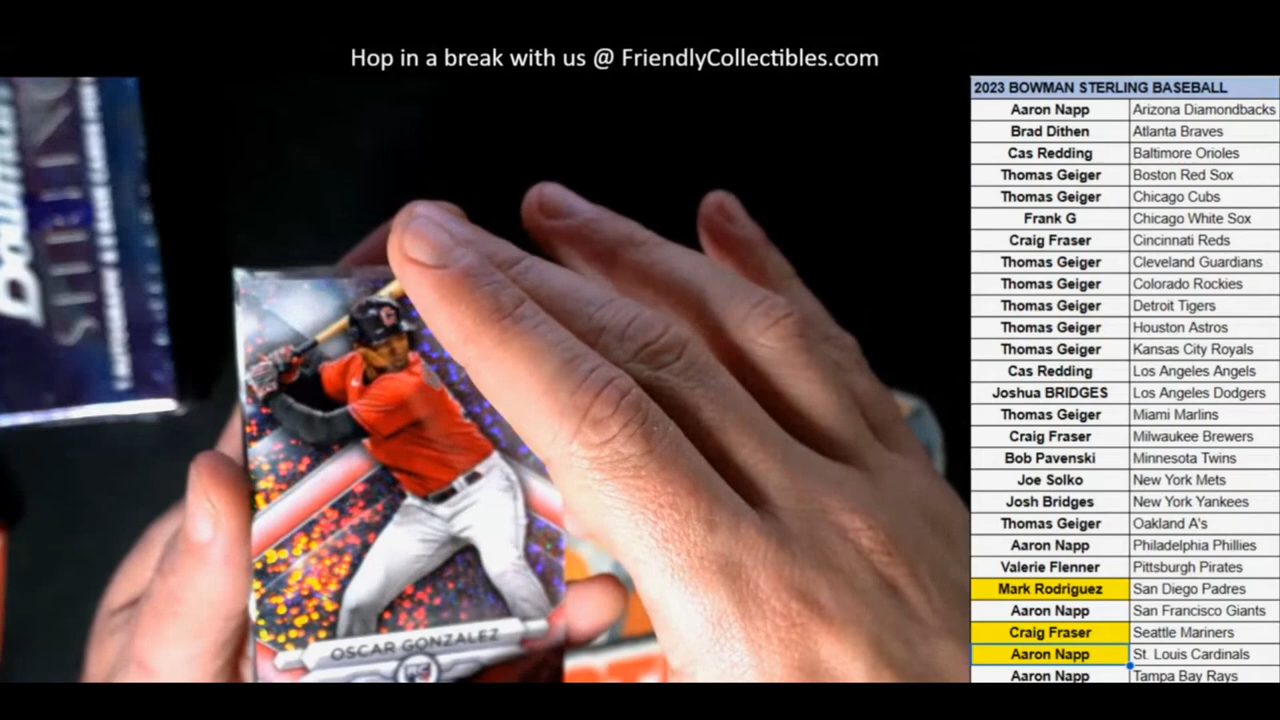 Hop in a break with us @ FriendlyCollectibles.com
BOWMAN
STERLING
OSCAR GONZALEZ
RC
2023 BOWMAN STERLING BASEBALL
Aaron Napp Arizona Diamondbacks
Brad Dithen Atlanta Braves
Cas Redding Baltimore Orioles
Thomas Geiger Boston Red Sox
Thomas Geiger Chicago Cubs
Frank G Chicago White Sox
Craig Fraser Cincinnati Reds
Thomas Geiger Cleveland Guardians
Thomas Geiger Colorado Rockies
Thomas Geiger Detroit Tigers
Thomas Geiger Houston Astros
Thomas Geiger Kansas City Royals
Cas Redding Los Angeles Angels
Joshua BRIDGES Los Angeles Dodgers
Thomas Geiger Miami Marlins
Craig Fraser Milwaukee Brewers
Bob Pavenski Minnesota Twins
Joe Solko New York Mets
Josh Bridges New York Yankees
Thomas Geiger Oakland A's
Aaron Napp Philadelphia Phillies
Valerie Flenner Pittsburgh Pirates
Mark Rodriguez San Diego Padres
Aaron Napp San Francisco Giants
Craig Fraser Seattle Mariners
Aaron Napp St. Louis Cardinals
Aaron Napp Tampa Bay Rays